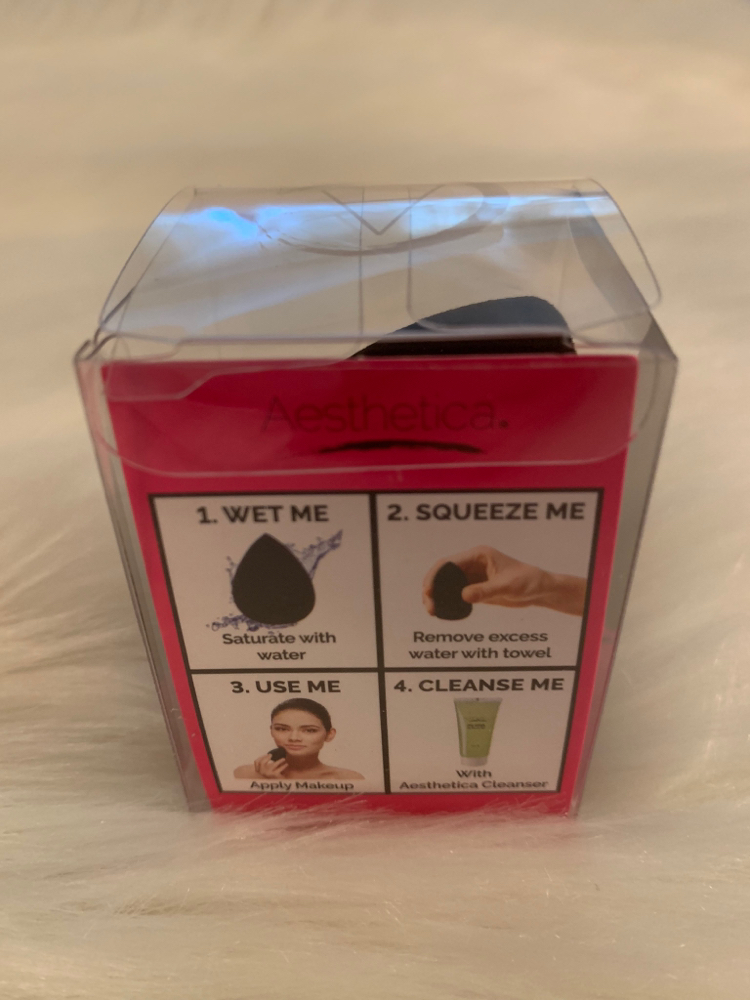 Aesthetica.
1. WET ME
Saturate with
water
2. SQUEEZE ME
Remove excess
water with towel
3. USE ME
Apply Makeup
4. CLEANSE ME
With
Aesthetica Cleanser